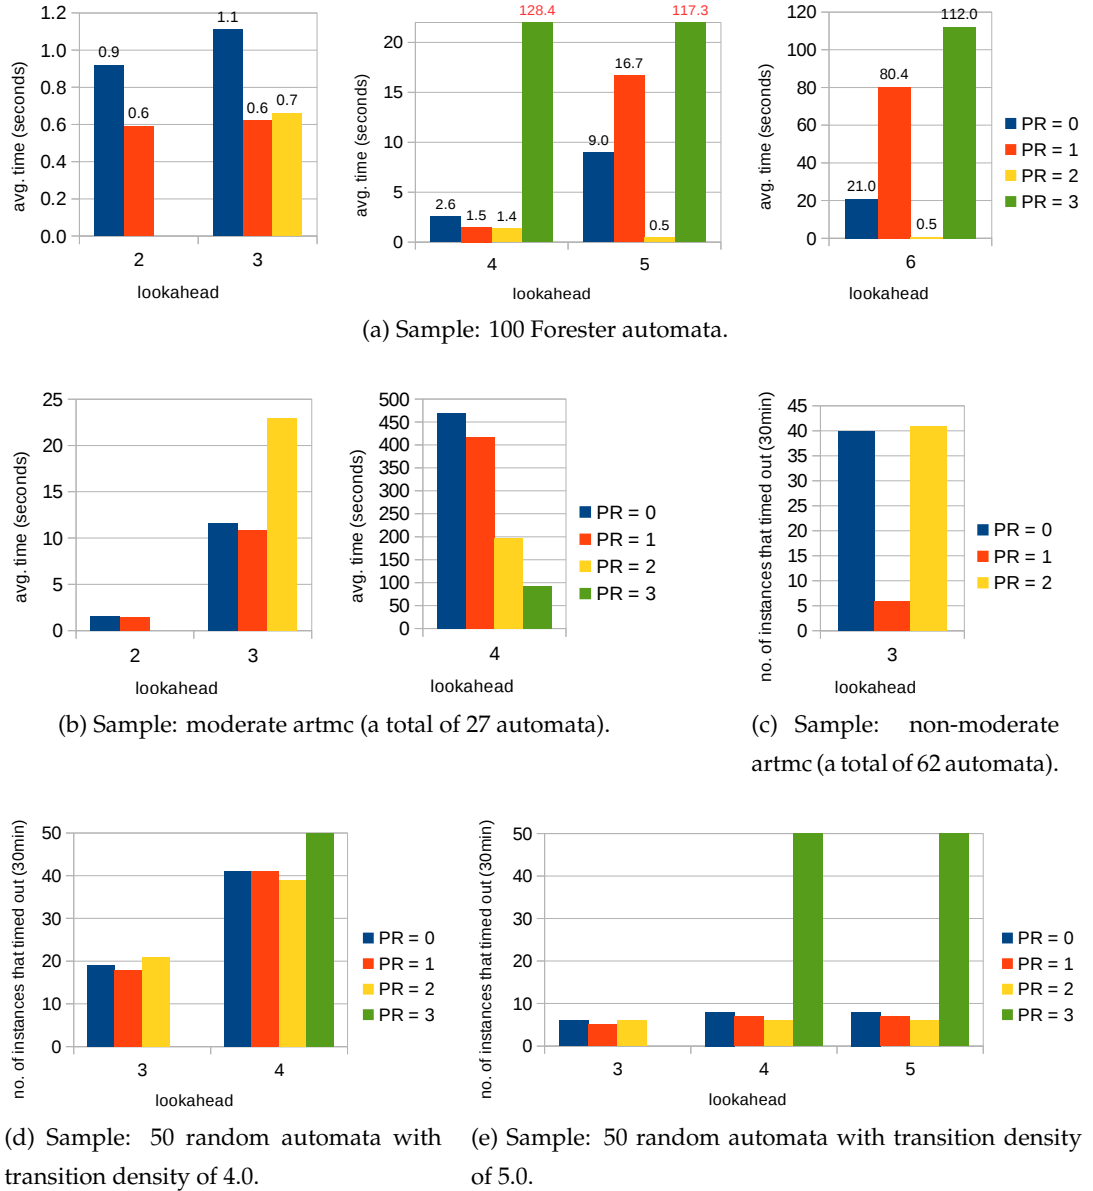 1.2
1.0
0.8
0.6
0.4
0.2
0.0
avg. time (seconds)
0.9
0.6
1.1
0.6
0.7
2
3
lookahead
20
15
10
5
0
avg. time (seconds)
2.6
1.5
1.4
128.4
9.0
16.7
0.5
117.3
4
5
lookahead
120
100
80
60
40
20
0
avg. time (seconds)
21.0
80.4
0.5
112.0
6
lookahead
PR = 0
PR = 1
PR = 2
PR = 3
(a) Sample: 100 Forester automata.
25
20
15
10
5
0
avg. time (seconds)
2
3
lookahead
500
450
400
350
300
250
200
150
100
50
0
avg. time (seconds)
4
lookahead
PR = 0
PR = 1
PR = 2
PR = 3
(b) Sample: moderate artmc (a total of 27 automata).
45
40
35
30
25
20
15
10
5
0
no. of instances that timed out (30min)
3
lookahead
PR = 0
PR = 1
PR = 2
(c) Sample: non-moderate
artmc (a total of 62 automata).
50
40
30
20
10
0
no. of instances that timed out (30min)
3
4
lookahead
PR = 0
PR = 1
PR = 2
PR = 3
(d) Sample: 50 random automata with
transition density of 4.0.
50
40
30
20
10
0
no. of instances that timed out (30min)
3
4
5
lookahead
PR = 0
PR = 1
PR = 2
PR = 3
(e) Sample: 50 random automata with transition density
of 5.0.